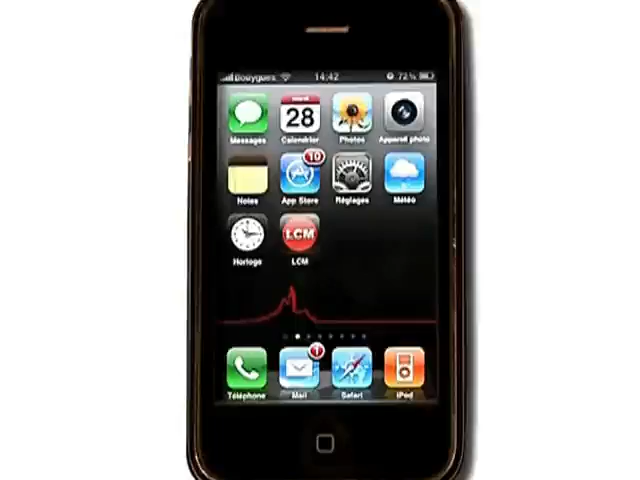 Bouygues 14:42 72%
28
Messages Calendrier Photos Appareil photo
10
Notes App Store Réglages Météo
LCM
Horloge LCM
1
Téléphone Mail Safari iPod